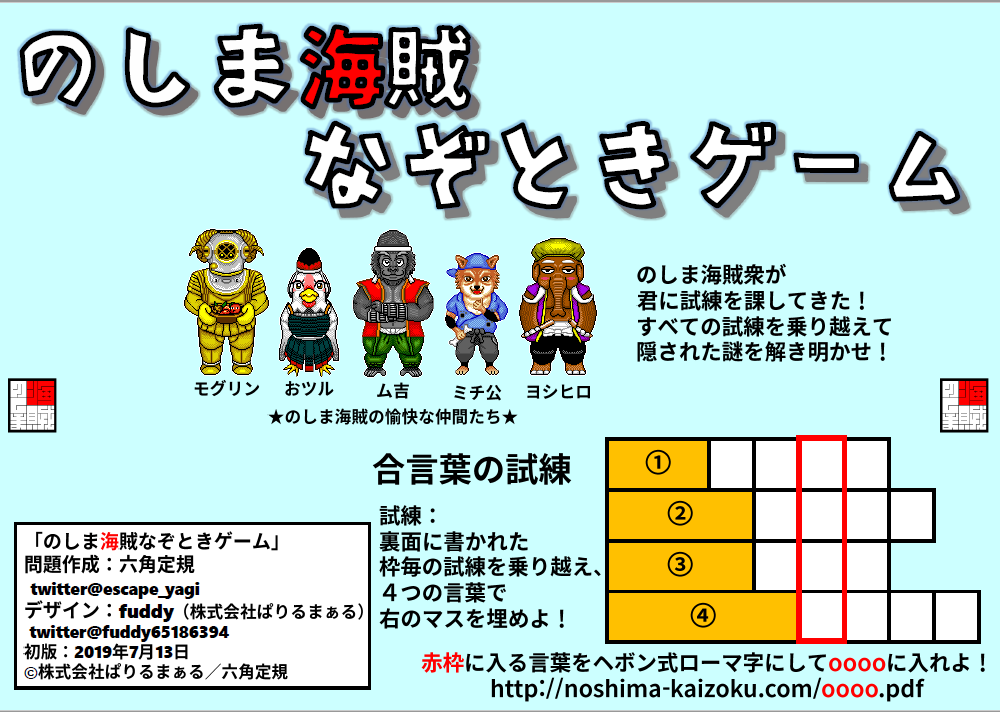 のしま海賊
なぞときゲーム
のしま海賊衆が
君に試練を課してきた！
すべての試練を乗り越えて
隠された謎を解き明かせ！
モグリン おツル ム吉 ミチ公 ヨシヒロ
★のしま海賊の愉快な仲間たち★
合言葉の試練
試練：
裏面に書かれた
枠毎の試練を乗り越え、
４つの言葉で
右のマスを埋めよ！
①
②
③
④
赤枠に入る言葉をヘボン式ローマ字にしてooooに入れよ！
http://noshima-kaizoku.com/oooo.pdf
「のしま海賊なぞときゲーム」
問題作成：六角定規
twitter@escape_yagi
デザイン：fuddy（株式会社ぱりるまぁる）
twitter@fuddy65186394
初版：2019年7月13日
©株式会社ぱりるまぁる／六角定規